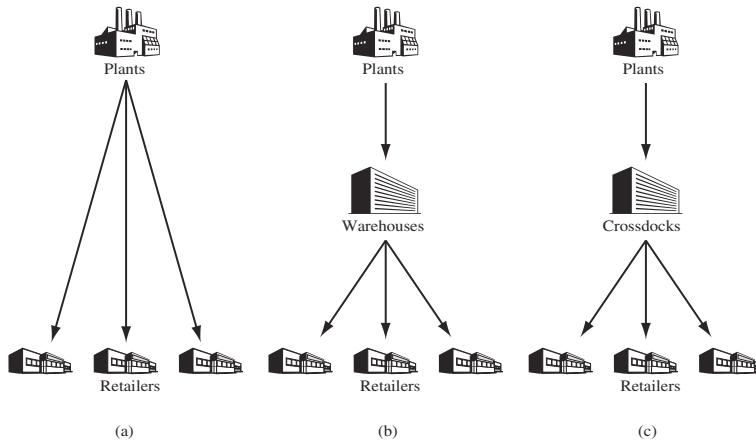 Plants
Plants
Plants
Warehouses
Crossdocks
Retailers
Retailers
Retailers
(a)
(b)
(c)